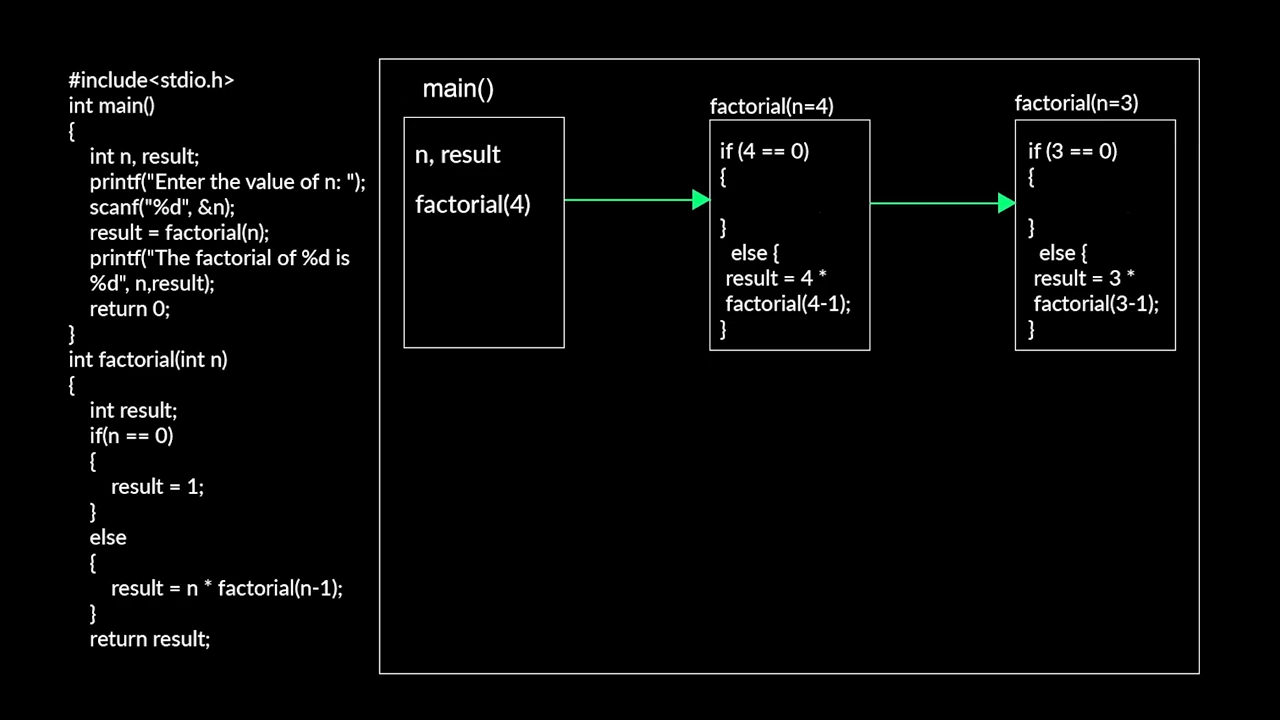 #include<stdio.h>
int main()
{
int n, result;
printf("Enter the value of n: ");
scanf("%d", &n);
result = factorial(n);
printf("The factorial of %d is
%d", n,result);
return 0;
}
int factorial(int n)
{
int result;
if(n == 0)
{
result = 1;
}
else
{
result = n * factorial(n-1);
}
return result;
main()
n, result
factorial(4)
factorial(n=4)
if (4 == 0)
{
}
else {
result = 4 *
factorial(4-1);
}
factorial(n=3)
if (3 == 0)
{
}
else {
result = 3 *
factorial(3-1);
}